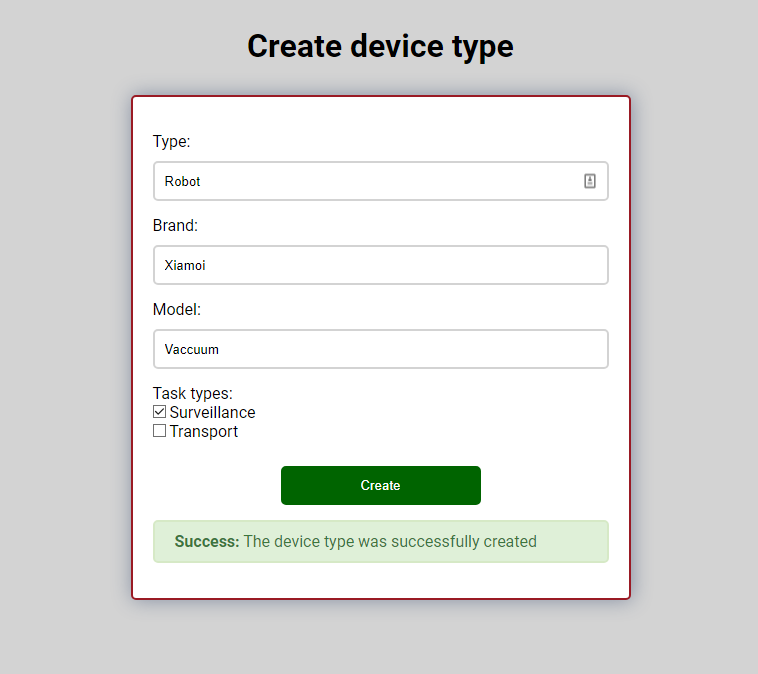 Create device type
Type:
Robot
Brand:
Xiamoi
Model:
Vaccuum
Task types:
Surveillance
Transport
Create
Success: The device type was successfully created